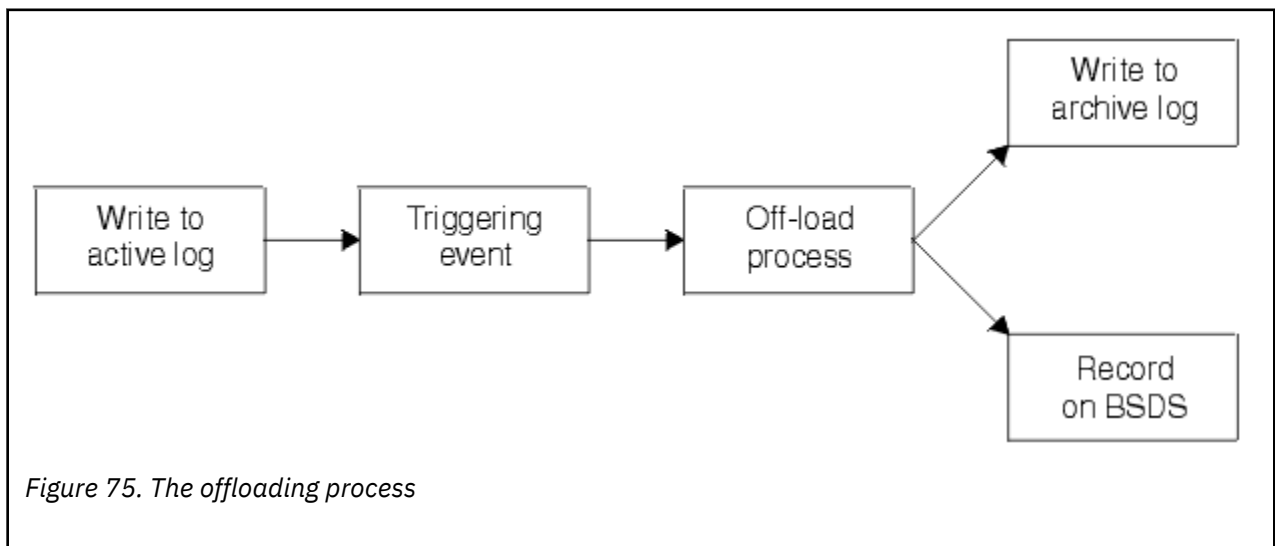 Write to
active log
Triggering
event
Off-load
process
Write to
archive log
Record
on BSDS
Figure 75. The offloading process